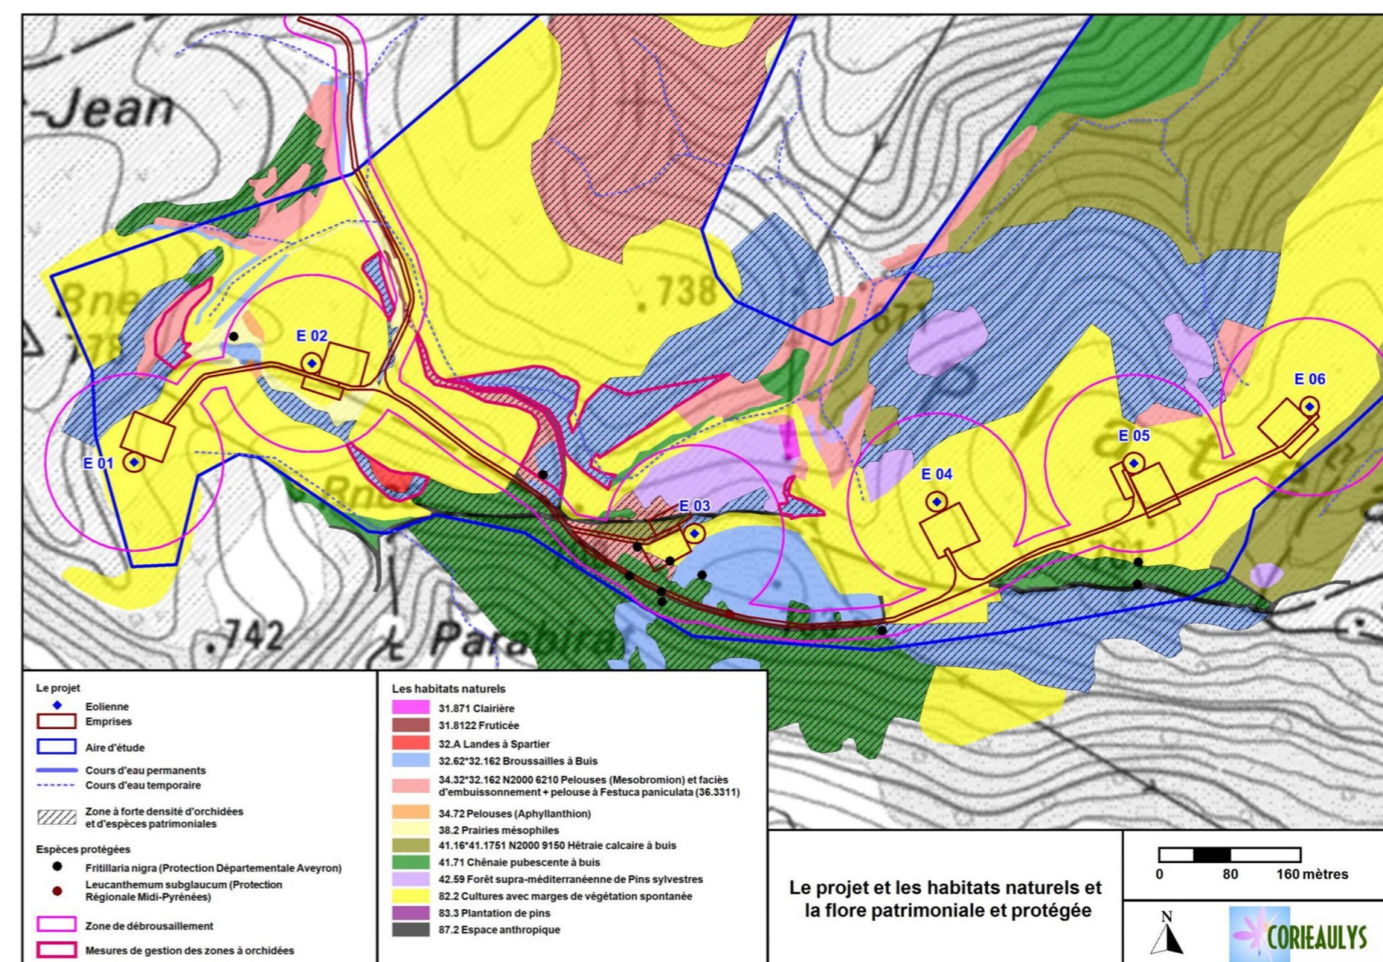 -Jean
Bne
738
671
E 02
E 01
E 06
E 05
E 04
E 03
Parabira
742
Le projet
Eolienne
Emprises
Aire d'étude
Cours d'eau permanents
Cours d'eau temporaire
Zone à forte densité d'orchidées
et d'espèces patrimoniales
Espèces protégées
Fritillaria nigra (Protection Départementale Aveyron)
Leucanthemum subglaucum (Protection
Régionale Midi-Pyrénées)
Zone de débrousaillement
Mesures de gestion des zones à orchidées
Les habitats naturels
31.871 Clairière
31.8122 Fruticée
32.A Landes à Spartier
32.62*32.162 Broussailles à Buis
34.32*32.162 N2000 6210 Pelouses (Mesobromion) et faciès
d'embuissonnement + pelouse à Festuca paniculata (36.3311)
34.72 Pelouses (Aphyllanthion)
38.2 Prairies mésophiles
41.16*41.1751 N2000 9150 Hêtraie calcaire à buis
41.71 Chênaie pubescente à buis
42.59 Forêt supra-méditerranéenne de Pins sylvestres
82.2 Cultures avec marges de végétation spontanée
83.3 Plantation de pins
87.2 Espace anthropique
Le projet et les habitats naturels et
la flore patrimoniale et protégée
0 80 160 mètres
N
CORIEAULYS